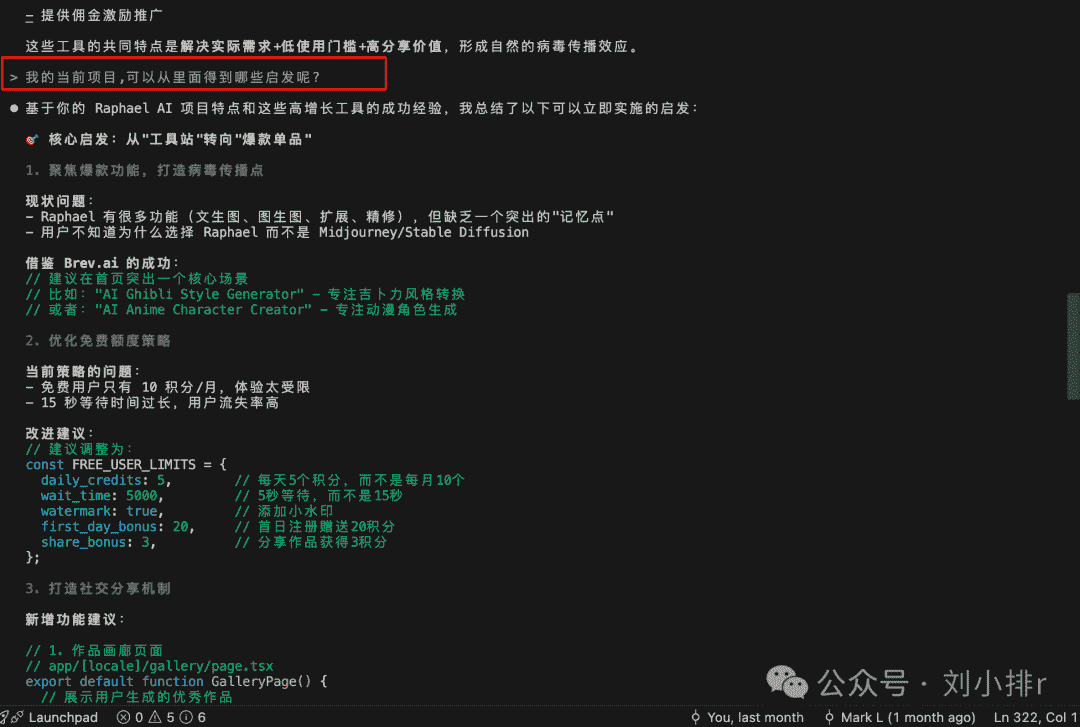 – 提供佣金激励推广
这些工具的共同特点是解决实际需求+低使用门槛+高分享价值，形成自然的病毒传播效应。
> 我的当前项目,可以从里面得到哪些启发呢？
● 基于你的 Raphael AI 项目特点和这些高增长工具的成功经验，我总结了以下可以立即实施的启发：
🎯 核心启发：从"工具站"转向"爆款单品"
1. 聚焦爆款功能，打造病毒传播点
现状问题：
- Raphael 有很多功能（文生图、图生图、扩展、精修），但缺乏一个突出的"记忆点"
- 用户不知道为什么选择 Raphael 而不是 Midjourney/Stable Diffusion
借鉴 Brev.ai 的成功：
// 建议在首页突出一个核心场景
// 比如："AI Ghibli Style Generator" - 专注吉卜力风格转换
// 或者："AI Anime Character Creator" - 专注动漫角色生成
2. 优化免费额度策略
当前策略的问题：
- 免费用户只有 10 积分/月，体验太受限
- 15 秒等待时间过长，用户流失率高
改进建议：
// 建议调整为：
const FREE_USER_LIMITS = {
daily_credits: 5, // 每天5个积分，而不是每月10个
wait_time: 5000, // 5秒等待，而不是15秒
watermark: true, // 添加小水印
first_day_bonus: 20, // 首日注册赠送20积分
share_bonus: 3, // 分享作品获得3积分
};
3. 打造社交分享机制
新增功能建议：
// 1. 作品画廊页面
// app/[locale]/gallery/page.tsx
export default function GalleryPage() {
// 展示用户生成的优秀作品
公众号 · 刘小排r
Launchpad 0 5 6 You, last month Mark L (1 month ago) Ln 322, Col 1